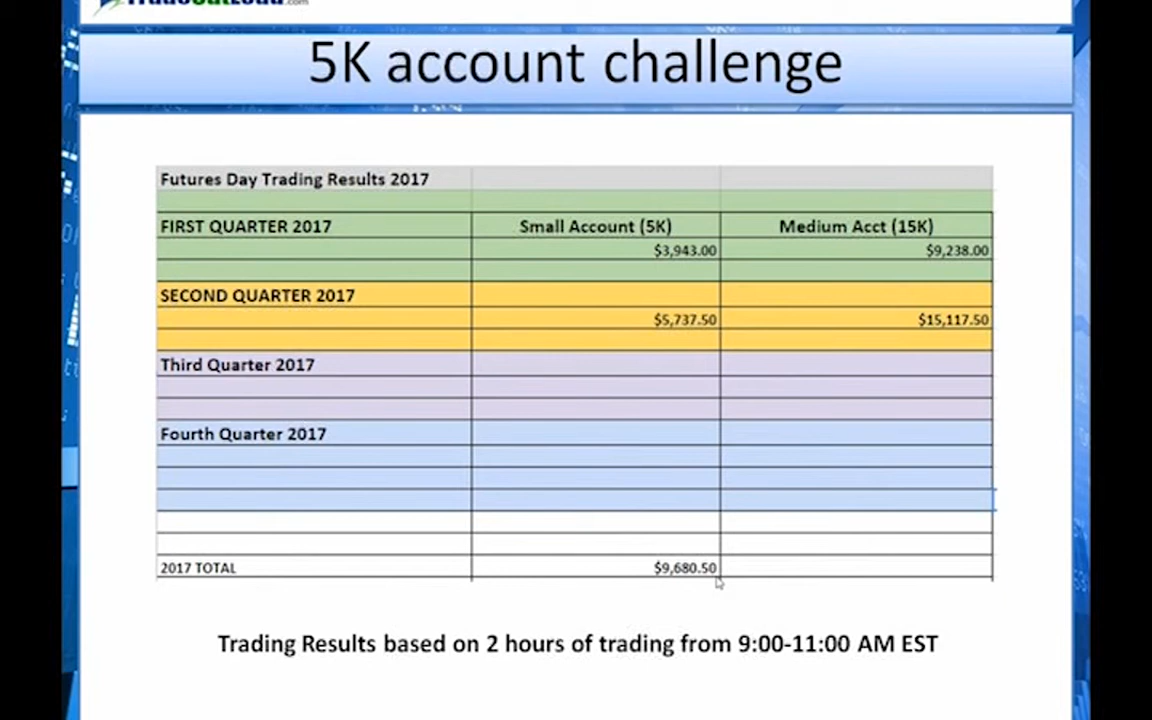 5K account challenge
Futures Day Trading Results 2017
FIRST QUARTER 2017 Small Account (5K) Medium Acct (15K)
$3,943.00 $9,238.00
SECOND QUARTER 2017
$5,737.50 $15,117.50
Third Quarter 2017
Fourth Quarter 2017
2017 TOTAL $9,680.50
Trading Results based on 2 hours of trading from 9:00-11:00 AM EST